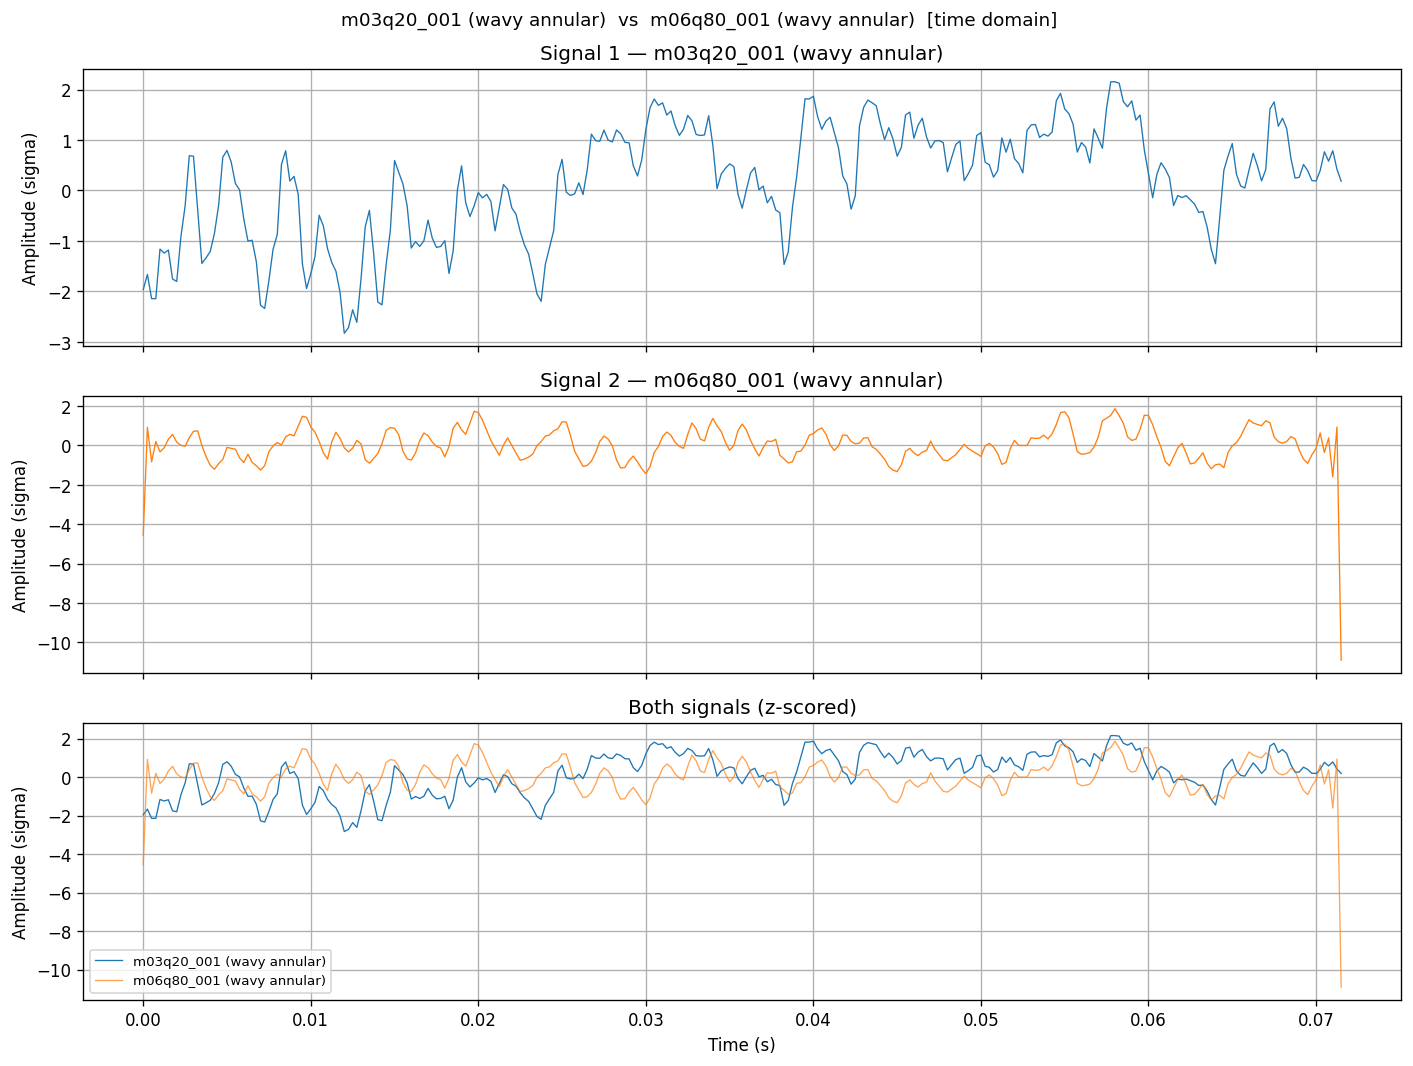 m03q20_001 (wavy annular)  vs  m06q80_001 (wavy annular)  [time domain]
Signal 1 — m03q20_001 (wavy annular)
Amplitude (sigma)
2
1
0
−1
−2
−3
Signal 2 — m06q80_001 (wavy annular)
Amplitude (sigma)
2
0
−2
−4
−6
−8
−10
Both signals (z-scored)
Amplitude (sigma)
2
0
−2
−4
−6
−8
−10
m03q20_001 (wavy annular)
m06q80_001 (wavy annular)
0.00 0.01 0.02 0.03 0.04 0.05 0.06 0.07
Time (s)